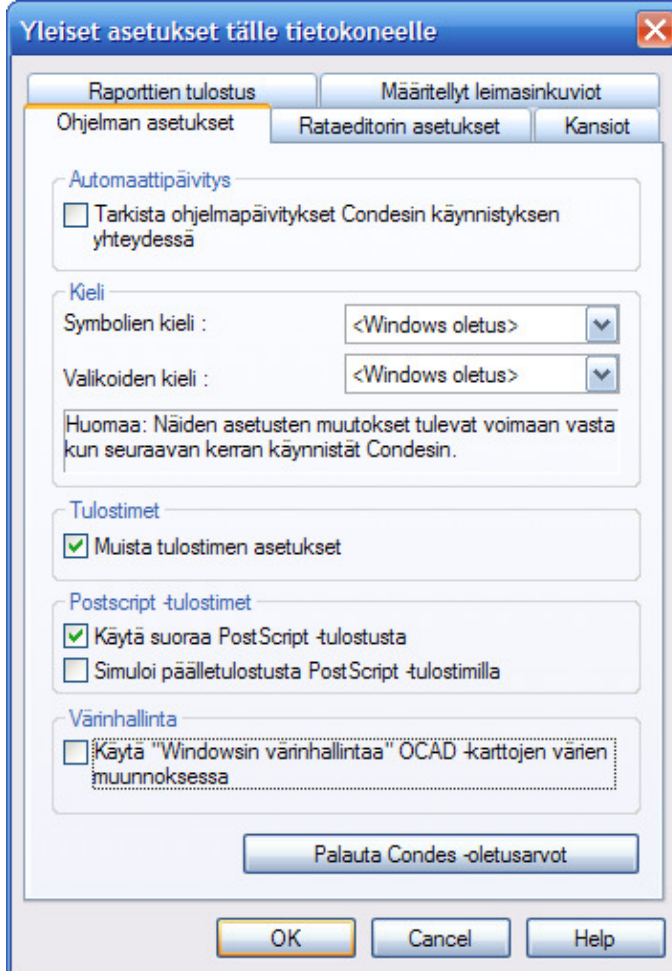 Yleiset asetukset tälle tietokoneelle
Raporttien tulostus
Määritellyt leimasinkuviot
Ohjelman asetukset
Rataeditorin asetukset
Kansiot
Automaattipäivitys
Tarkista ohjelmapäivitykset Condesin käynnistyksen
yhteydessä
Kieli
Symbolien kieli :
<Windows oletus>
Valikoiden kieli :
<Windows oletus>
Huomaa: Näiden asetusten muutokset tulevat voimaan vasta
kun seuraavan kerran käynnistät Condesin.
Tulostimet
Muista tulostimen asetukset
Postscript -tulostimet
Käytä suoraa PostScript -tulostusta
Simuloi päälletulostusta PostScript -tulostimilla
Värinhallinta
Käytä "Windowsin värinhallintaa" OCAD -karttojen värien
muunnoksessa
Palauta Condes -oletusarvot
OK
Cancel
Help